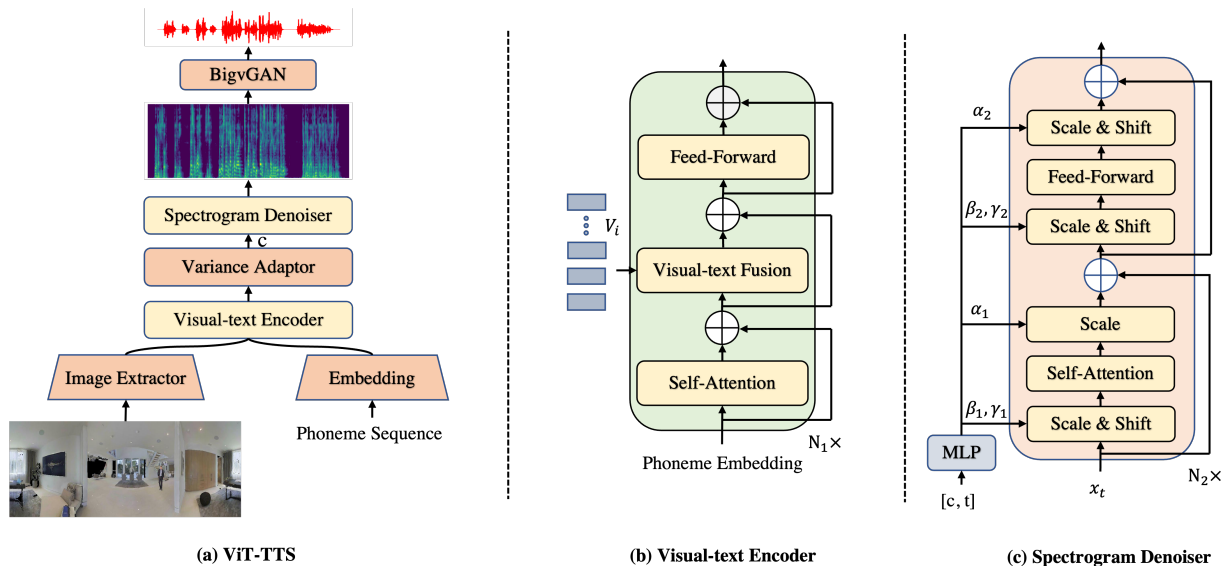 BigvGAN
Spectrogram Denoiser
c
Variance Adaptor
Visual-text Encoder
Image Extractor
Embedding
Phoneme Sequence
(a) ViT-TTS
Feed-Forward
V_i
Visual-text Fusion
Self-Attention
N_1×
Phoneme Embedding
(b) Visual-text Encoder
α_2
Scale & Shift
Feed-Forward
β_2, γ_2
Scale & Shift
α_1
Scale
Self-Attention
β_1, γ_1
Scale & Shift
MLP
N_2×
[c, t]
x_t
(c) Spectrogram Denoiser